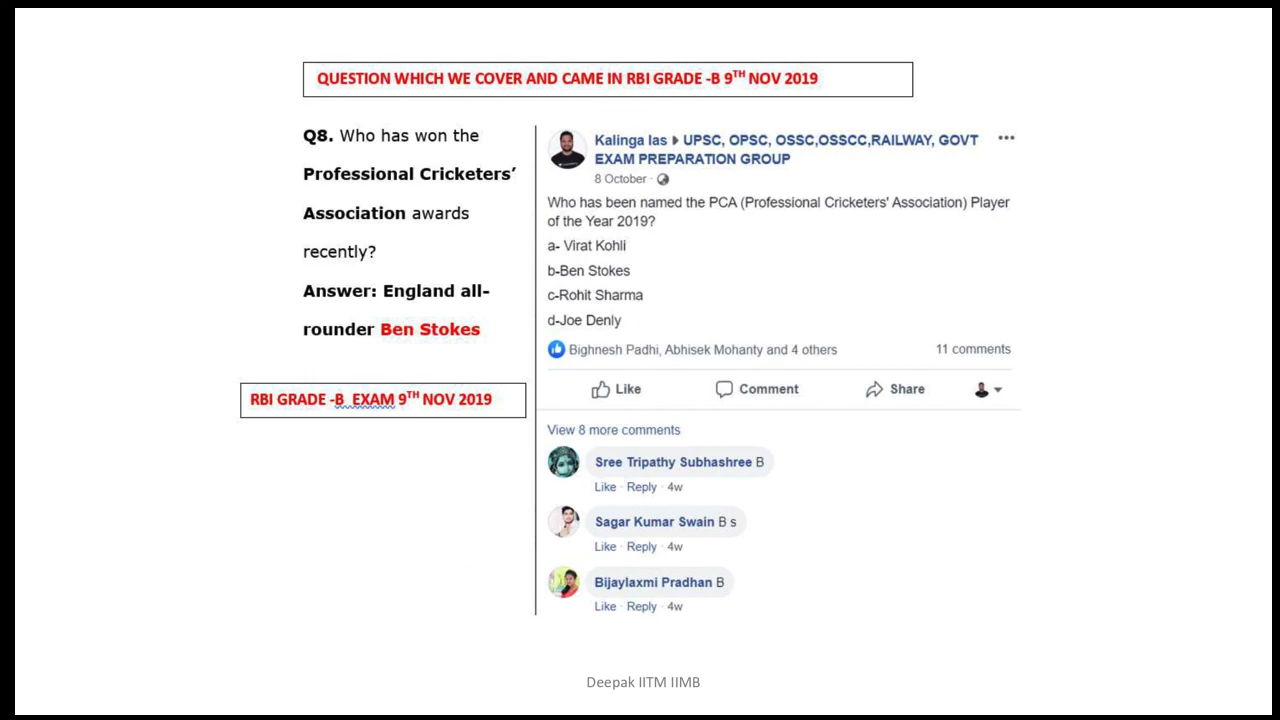 QUESTION WHICH WE COVER AND CAME IN RBI GRADE -B 9TH NOV 2019
Q8. Who has won the
Professional Cricketers’
Association awards
recently?
Answer: England all-
rounder Ben Stokes
RBI GRADE -B EXAM 9TH NOV 2019
Kalinga Ias UPSC, OPSC, OSSC,OSSCC,RAILWAY, GOVT
EXAM PREPARATION GROUP
8 October ·
Who has been named the PCA (Professional Cricketers' Association) Player
of the Year 2019?
a- Virat Kohli
b-Ben Stokes
c-Rohit Sharma
d-Joe Denly
Bighnesh Padhi, Abhisek Mohanty and 4 others 11 comments
Like Comment Share
View 8 more comments
Sree Tripathy Subhashree B
Like · Reply · 4w
Sagar Kumar Swain B s
Like · Reply · 4w
Bijaylaxmi Pradhan B
Like · Reply · 4w
Deepak IITM IIMB